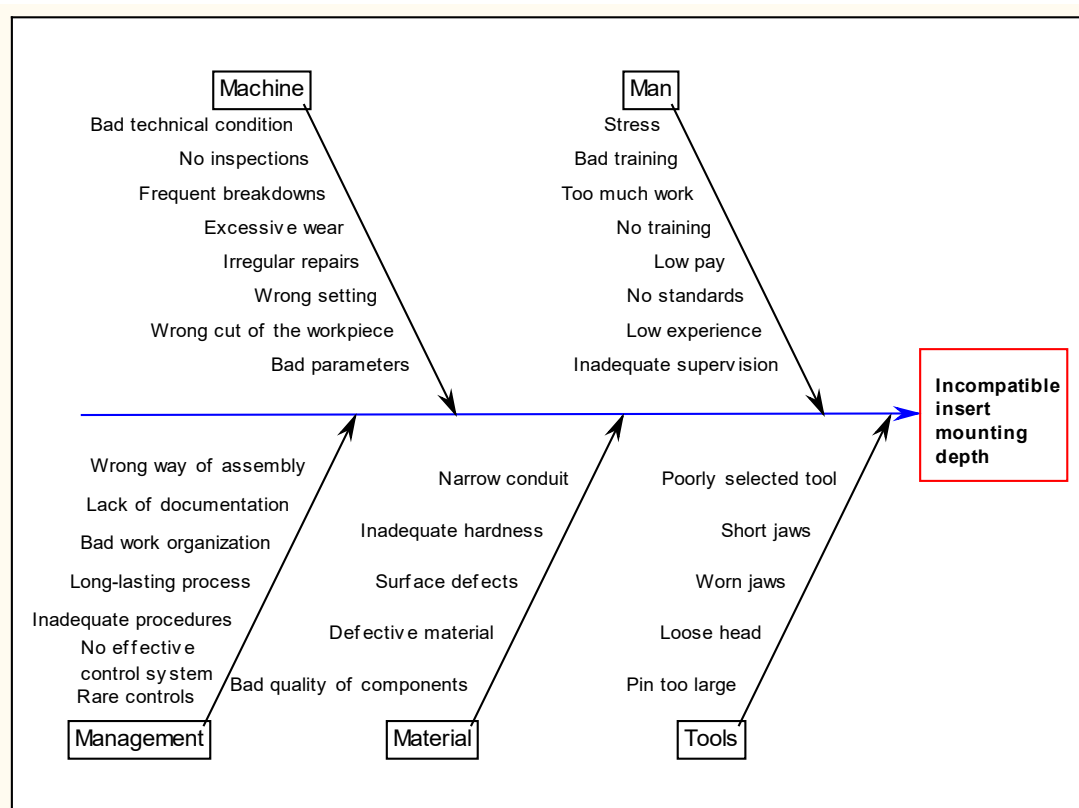 Machine
Bad technical condition
No inspections
Frequent breakdowns
Excessive wear
Irregular repairs
Wrong setting
Wrong cut of the workpiece
Bad parameters
Man
Stress
Bad training
Too much work
No training
Low pay
No standards
Low experience
Inadequate supervision
Incompatible
insert
mounting
depth
Wrong way of assembly
Lack of documentation
Bad work organization
Long-lasting process
Inadequate procedures
No effective
control system
Rare controls
Management
Narrow conduit
Inadequate hardness
Surface defects
Defective material
Bad quality of components
Material
Poorly selected tool
Short jaws
Worn jaws
Loose head
Pin too large
Tools